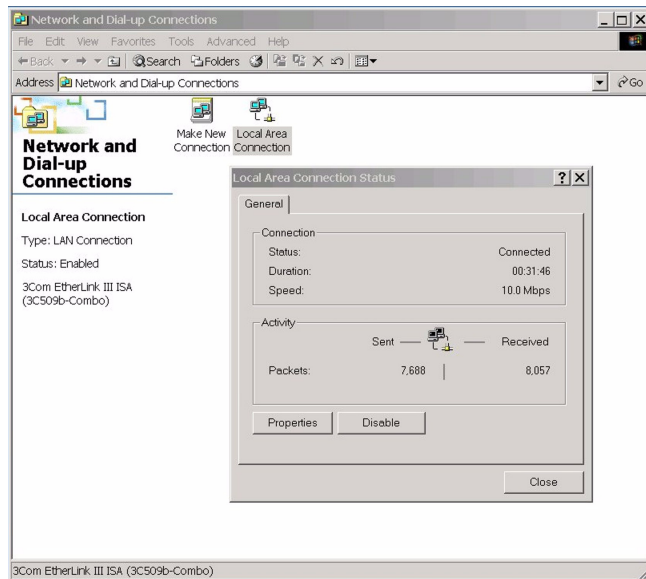 Network and Dial-up Connections
File Edit View Favorites Tools Advanced Help
Back Search Folders
Address Network and Dial-up Connections Go
Make New Connection
Local Area Connection
Network and
Dial-up
Connections
Local Area Connection
Type: LAN Connection
Status: Enabled
3Com EtherLink III ISA
(3C509b-Combo)
Local Area Connection Status
General
Connection
Status: Connected
Duration: 00:31:46
Speed: 10.0 Mbps
Activity
Sent Received
Packets: 7,688 8,057
Properties Disable
Close
3Com EtherLink III ISA (3C509b-Combo)